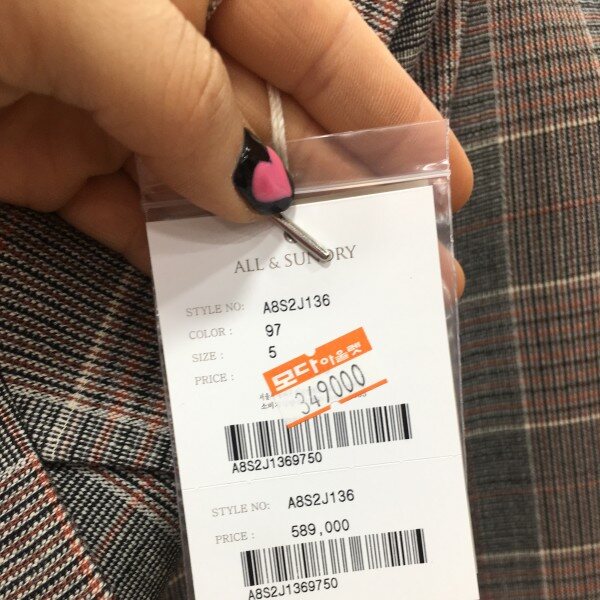 ALL & SUNDRY
STYLE NO: A8S2J136
COLOR : 97
SIZE : 5
PRICE :
모다아울렛
349000
A8S2J1369750
STYLE NO: A8S2J136
PRICE : 589,000
A8S2J1369750